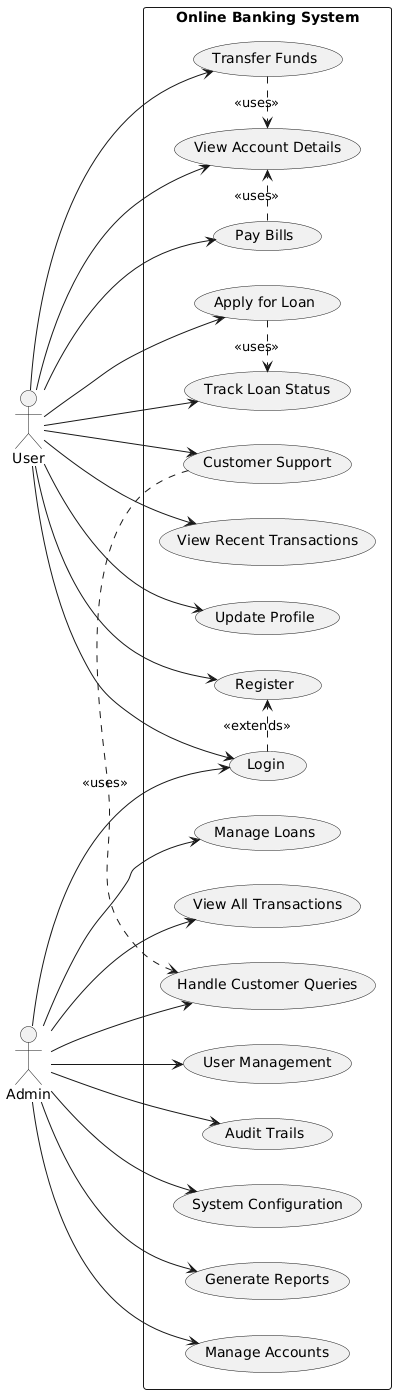 Online Banking System
Transfer Funds
«uses»
View Account Details
«uses»
Pay Bills
Apply for Loan
«uses»
Track Loan Status
User
Customer Support
View Recent Transactions
Update Profile
Register
«extends»
Login
«uses»
Manage Loans
View All Transactions
Handle Customer Queries
User Management
Admin
Audit Trails
System Configuration
Generate Reports
Manage Accounts